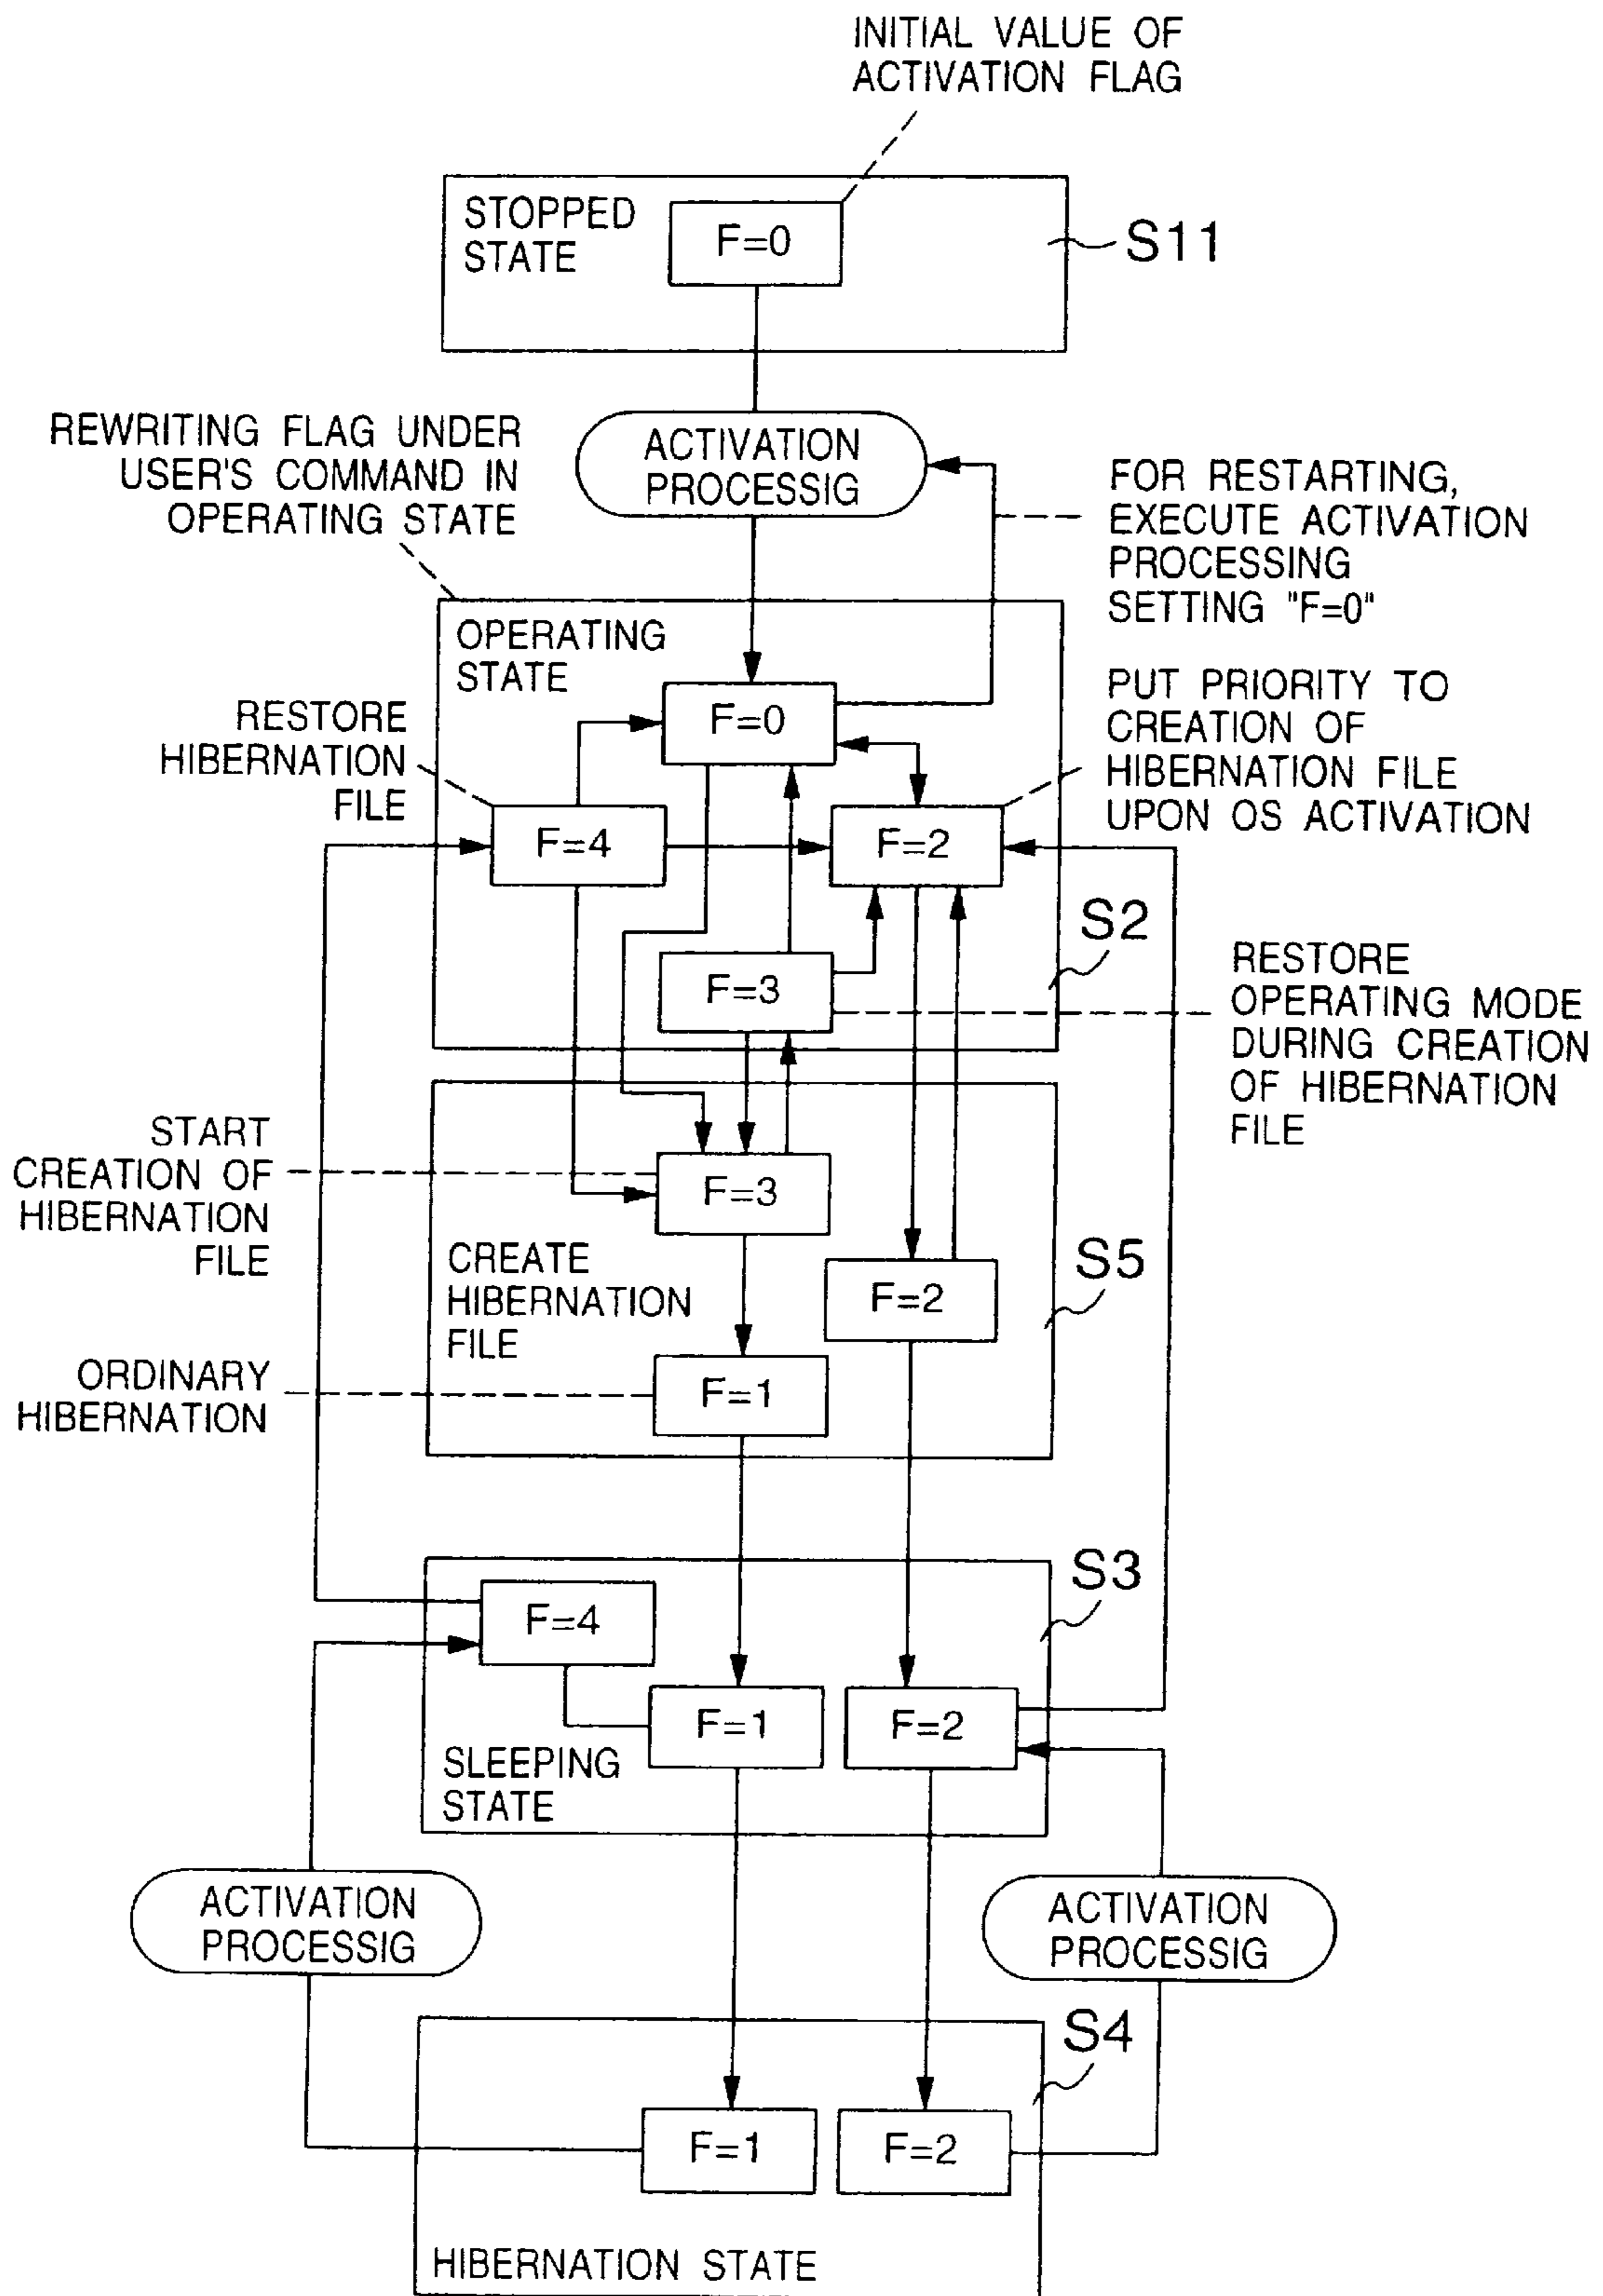 INITIAL VALUE OF
ACTIVATION FLAG
STOPPED
STATE
F=0
S11
REWRITING FLAG UNDER
USER'S COMMAND IN
OPERATING STATE
ACTIVATION
PROCESSIG
FOR RESTARTING,
EXECUTE ACTIVATION
PROCESSING
SETTING "F=0"
OPERATING
STATE
F=0
RESTORE
HIBERNATION
FILE
PUT PRIORITY TO
CREATION OF
HIBERNATION FILE
UPON OS ACTIVATION
F=4
F=2
S2
F=3
RESTORE
OPERATING MODE
DURING CREATION
OF HIBERNATION
FILE
START
CREATION OF
HIBERNATION
FILE
F=3
CREATE
HIBERNATION
FILE
F=2
S5
ORDINARY
HIBERNATION
F=1
S3
F=4
F=1
F=2
SLEEPING
STATE
ACTIVATION
PROCESSIG
ACTIVATION
PROCESSIG
S4
F=1
F=2
HIBERNATION STATE